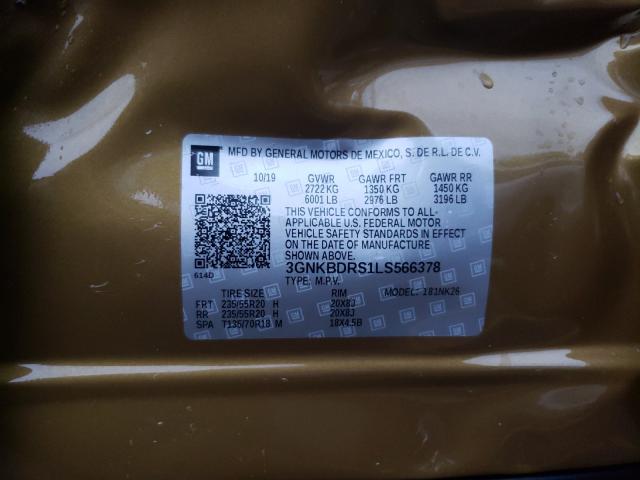 GM
MFD BY GENERAL MOTORS DE MEXICO, S. DE R.L. DE C.V.
10/19 GVWR GAWR FRT GAWR RR
2722 KG 1350 KG 1450 KG
6001 LB 2976 LB 3196 LB
THIS VEHICLE CONFORMS TO ALL
APPLICABLE U.S. FEDERAL MOTOR
VEHICLE SAFETY STANDARDS IN EFFECT
ON THE DATE OF MANUFACTURE
SHOWN ABOVE.
614D
3GNKBDRS1LS566378
TYPE: M.P.V. MODEL: 181NK26
TIRE SIZE RIM
FRT 235/55R20 H 20X8J
RR 235/55R20 H 20X8J
SPA T135/70R18 M 18X4.5B